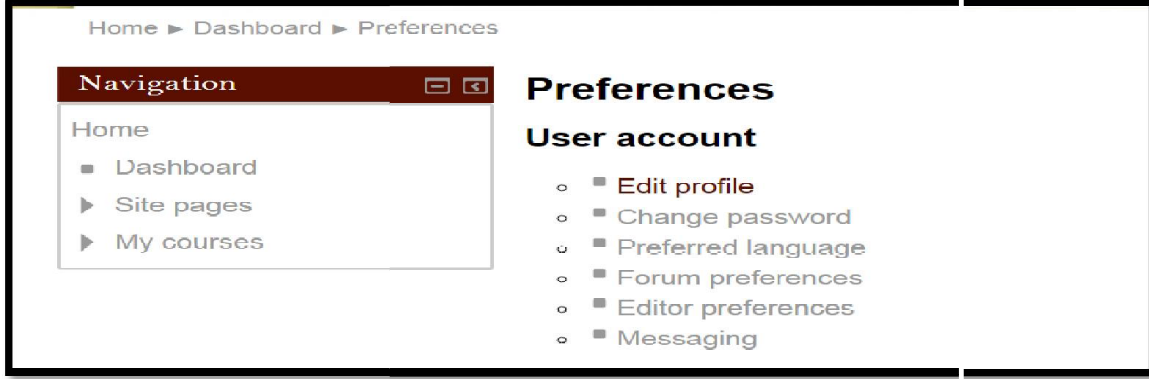 Home ► Dashboard ► Preferences
Navigation
Home
Dashboard
Site pages
My courses
Preferences
User account
Edit profile
Change password
Preferred language
Forum preferences
Editor preferences
Messaging